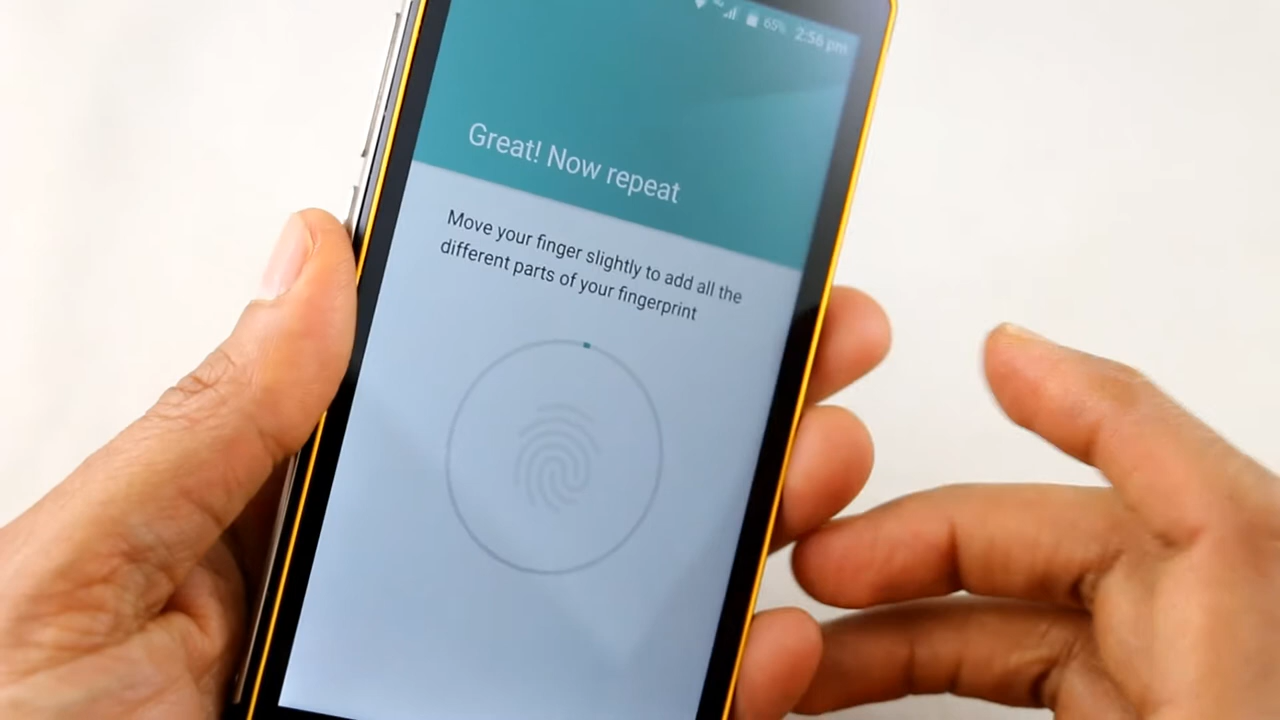 65% 2:56 pm
Great! Now repeat
Move your finger slightly to add all the
different parts of your fingerprint